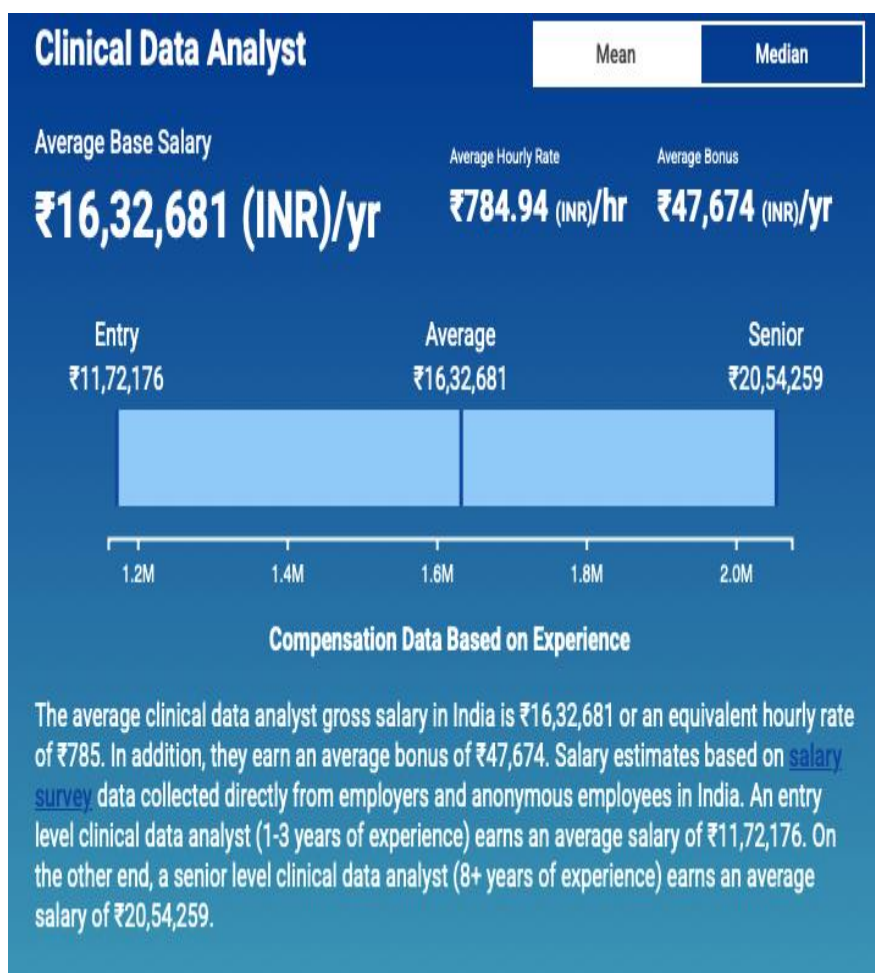 Clinical Data Analyst
Mean
Median
Average Base Salary
Average Hourly Rate
Average Bonus
₹16,32,681 (INR)/yr
₹784.94 (INR)/hr
₹47,674 (INR)/yr
Entry
Average
Senior
₹11,72,176
₹16,32,681
₹20,54,259
1.2M
1.4M
1.6M
1.8M
2.0M
Compensation Data Based on Experience
The average clinical data analyst gross salary in India is ₹16,32,681 or an equivalent hourly rate
of ₹785. In addition, they earn an average bonus of ₹47,674. Salary estimates based on salary
survey data collected directly from employers and anonymous employees in India. An entry
level clinical data analyst (1-3 years of experience) earns an average salary of ₹11,72,176. On
the other end, a senior level clinical data analyst (8+ years of experience) earns an average
salary of ₹20,54,259.